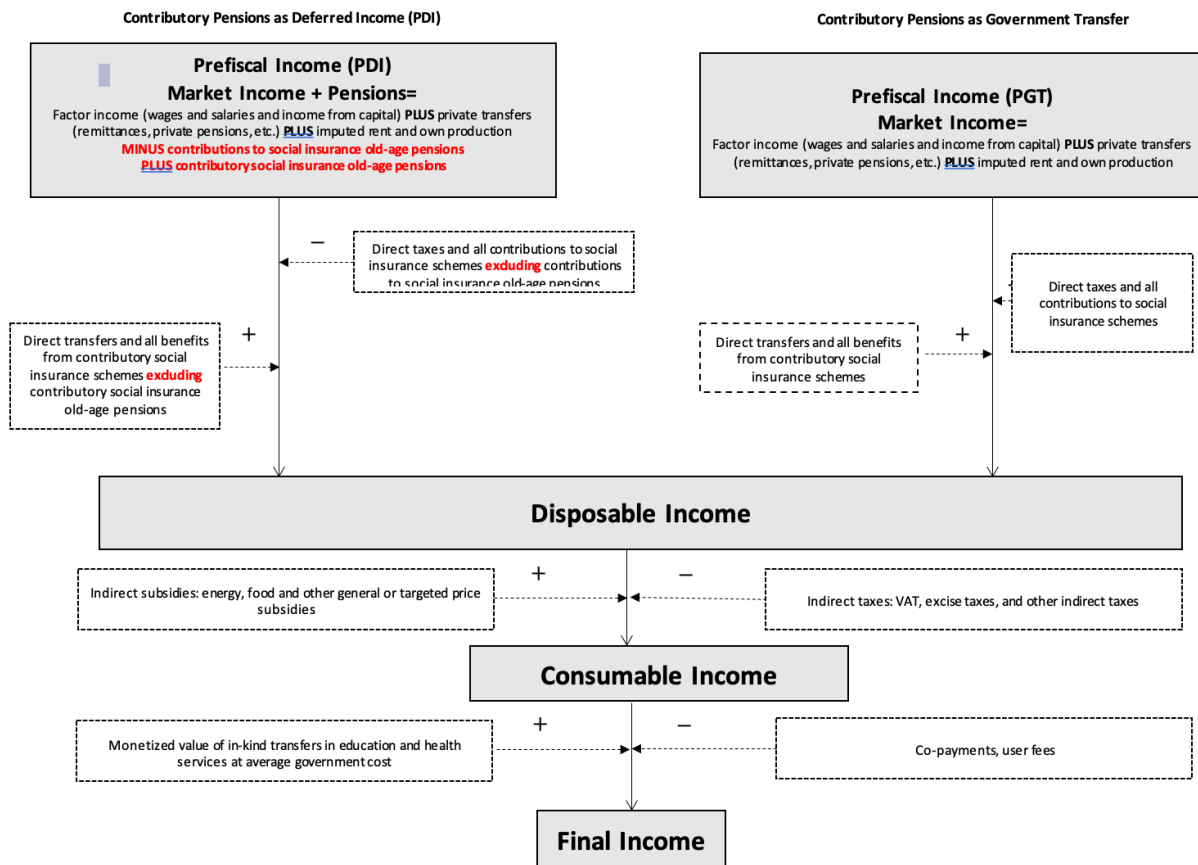 Contributory Pensions as Deferred Income (PDI)
Contributory Pensions as Government Transfer
Prefiscal Income (PDI)
Market Income + Pensions=
Factor income (wages and salaries and income from capital) PLUS private transfers
(remittances, private pensions, etc.) PLUS imputed rent and own production
MINUS contributions to social insurance old-age pensions
PLUS contributory social insurance old-age pensions
Prefiscal Income (PGT)
Market Income=
Factor income (wages and salaries and income from capital) PLUS private transfers
(remittances, private pensions, etc.) PLUS imputed rent and own production
−
Direct taxes and all contributions to social
insurance schemes excluding contributions
to social insurance old-age pensions
+
Direct transfers and all benefits
from contributory social
insurance schemes excluding
contributory social insurance
old-age pensions
Direct taxes and all
contributions to social
insurance schemes
+
Direct transfers and all benefits
from contributory social
insurance schemes
Disposable Income
+
−
Indirect subsidies: energy, food and other general or targeted price
subsidies
Indirect taxes: VAT, excise taxes, and other indirect taxes
Consumable Income
+
−
Monetized value of in-kind transfers in education and health
services at average government cost
Co-payments, user fees
Final Income